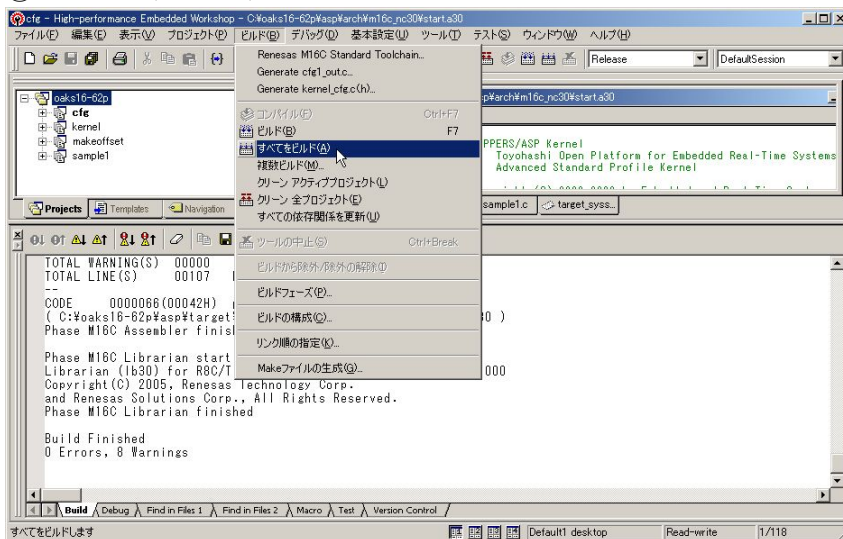 cfg - High-performance Embedded Workshop - C:¥oaks16-62p¥asp¥arch¥m16c_nc30¥start.a30
ファイル(F) 編集(E) 表示(V) プロジェクト(P) ビルド(B) デバッグ(D) 基本設定(U) ツール(T) テスト(S) ウィンドウ(W) ヘルプ(H)
Release DefaultSession
Renesas M16C Standard Toolchain...
Generate cfg1_out.c...
Generate kernel_cfg.c(h)...
コンパイル(F) Ctrl+F7
ビルド(B) F7
すべてをビルド(A)
複数ビルド(M)...
クリーン アクティブプロジェクト(L)
クリーン 全プロジェクト(E)
すべての依存関係を更新(U)
ツールの中止(S) Ctrl+Break
ビルドから除外/除外の解除(I)
ビルドフェーズ(P)...
ビルドの構成(C)...
リンク順の指定(K)...
Makeファイルの生成(G)...
oaks16-62p
cfg
kernel
makeoffset
sample1
p¥arch¥m16c_nc30¥start.a30
PPERS/ASP Kernel
Toyohashi Open Platform for Embedded Real-Time Systems
Advanced Standard Profile Kernel
Projects Templates Navigation
sample1.c target_syss...
TOTAL WARNING(S) 00000
TOTAL LINE(S) 00107
--
CODE 0000066(00042H)
( C:¥oaks16-62p¥asp¥target 30 )
Phase M16C Assembler finis
Phase M16C Librarian start
Librarian (lb30) for R8C/T 000
Copyright(C) 2005, Renesas Technology Corp.
and Renesas Solutions Corp., All Rights Reserved.
Phase M16C Librarian finished
Build Finished
0 Errors, 8 Warnings
Build Debug Find in Files 1 Find in Files 2 Macro Test Version Control
すべてをビルドします Default1 desktop Read-write 1/118